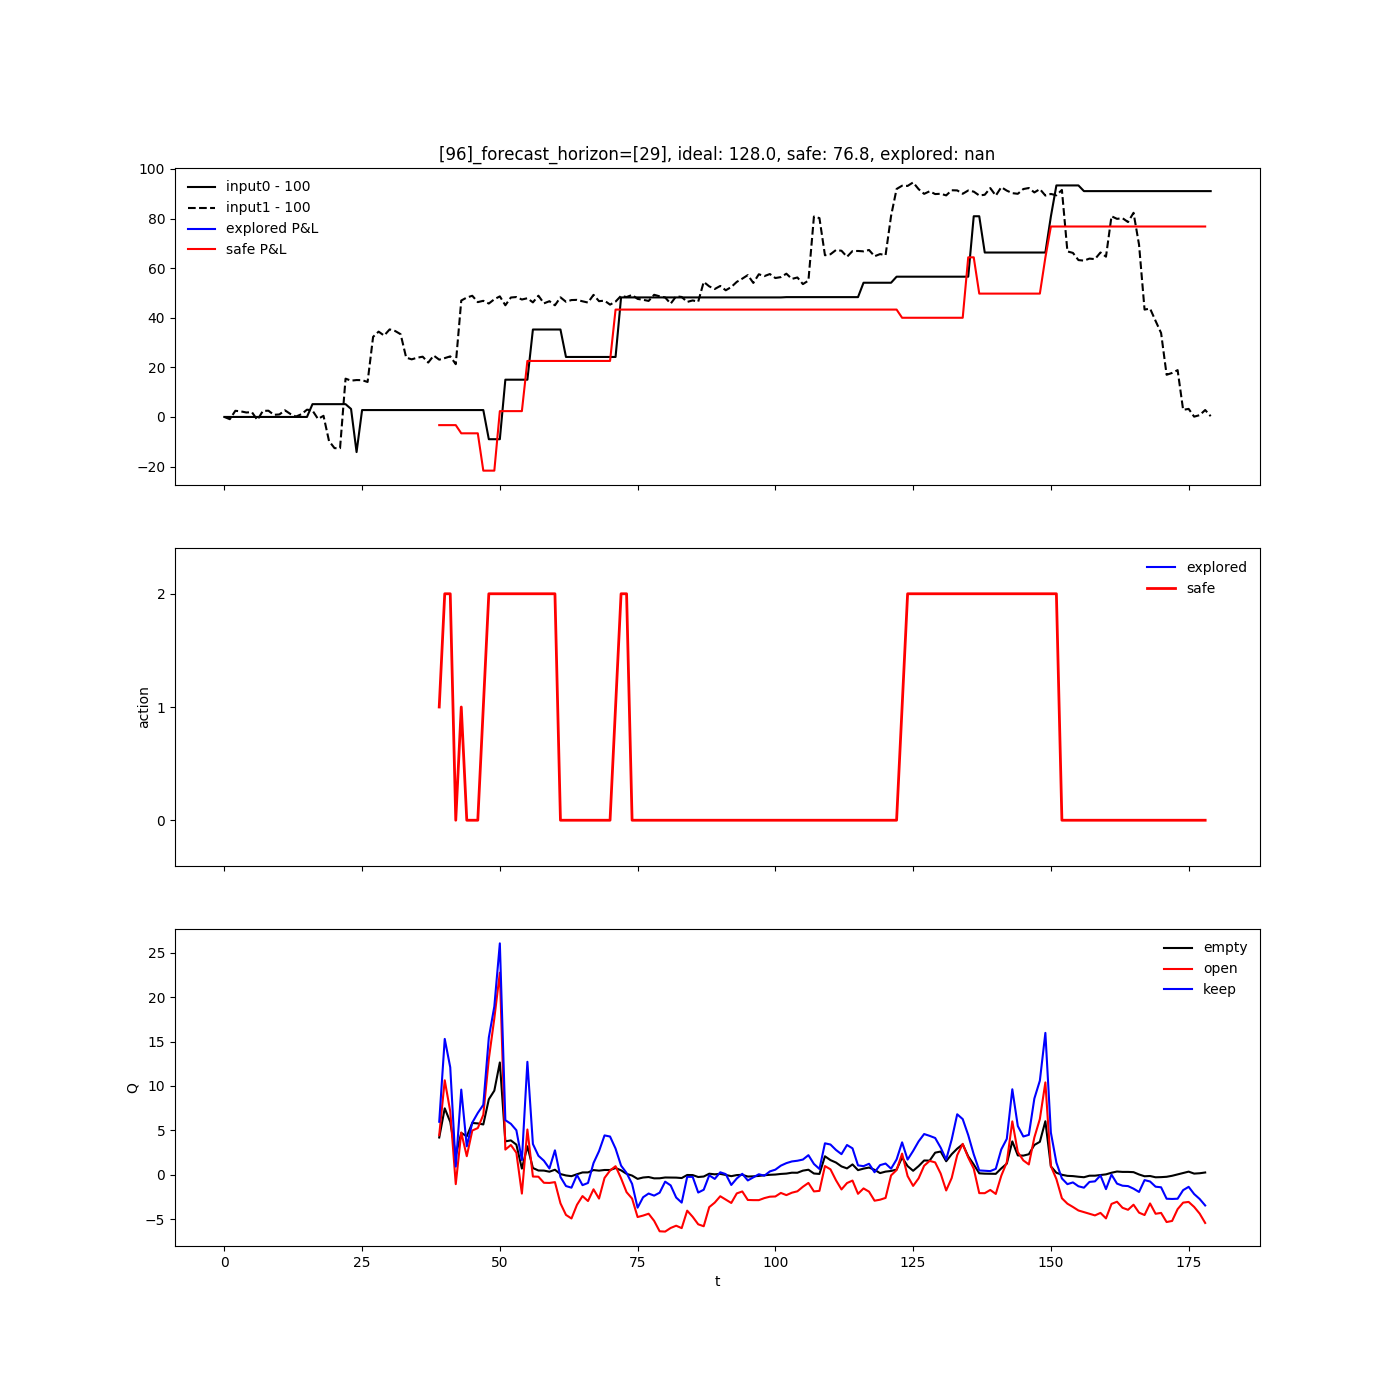 [96]_forecast_horizon=[29], ideal: 128.0, safe: 76.8, explored: nan
100
80
60
40
20
0
−20
input0 - 100
input1 - 100
explored P&L
safe P&L
action
2
1
0
explored
safe
Q
25
20
15
10
5
0
−5
empty
open
keep
0 25 50 75 100 125 150 175
t